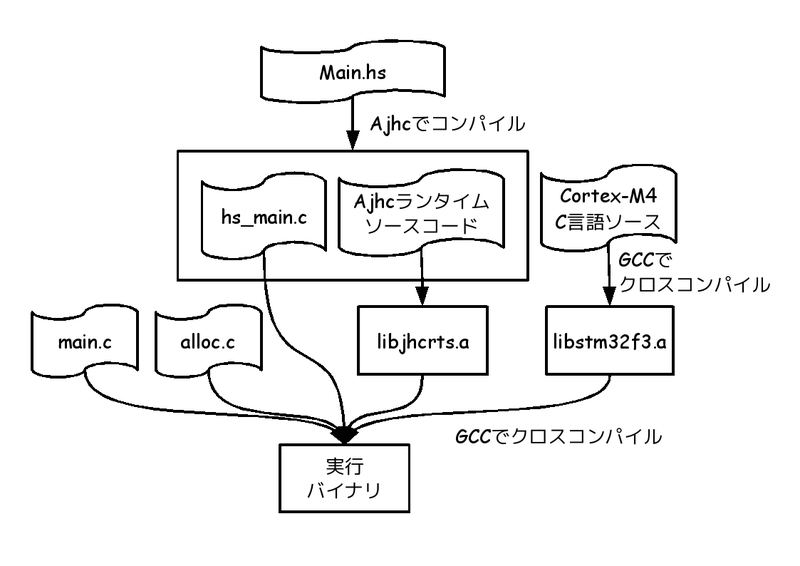 Main.hs
Ajhcでコンパイル
hs_main.c
Ajhcランタイム
ソースコード
Cortex-M4
C言語ソース
GCCで
クロスコンパイル
main.c
alloc.c
libjhcrts.a
libstm32f3.a
GCCでクロスコンパイル
実行
バイナリ